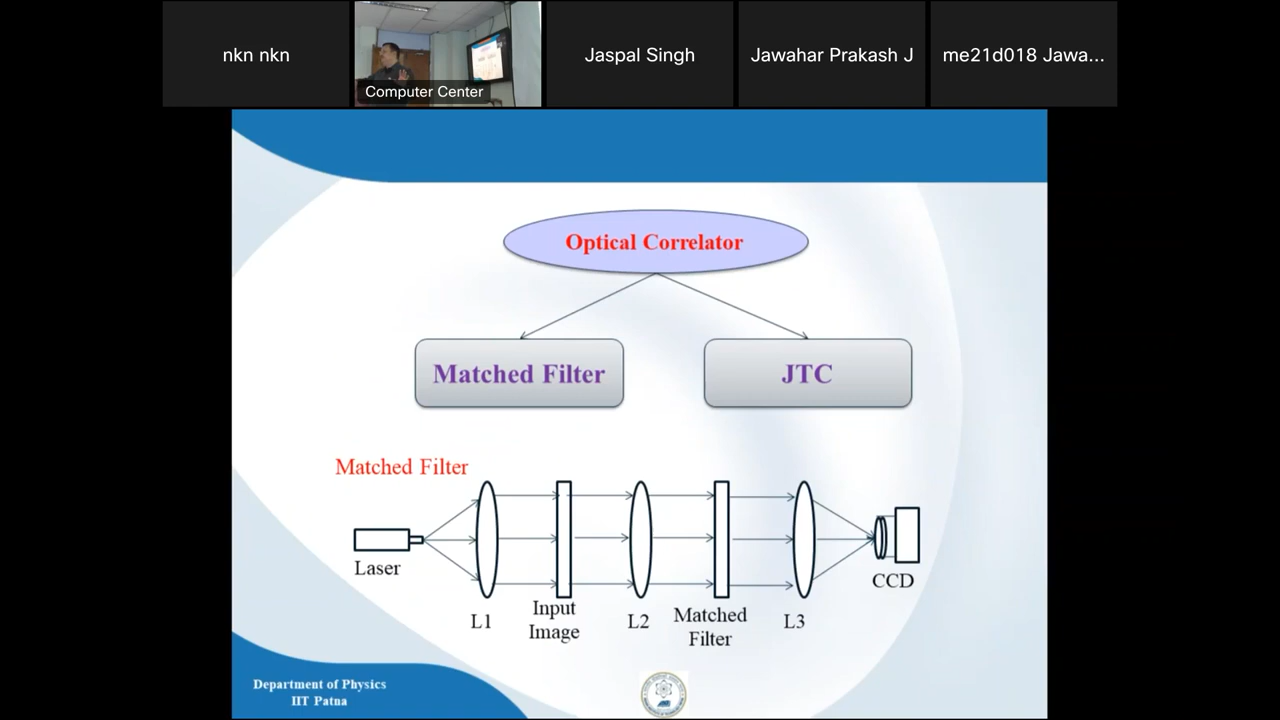 nkn nkn
Computer Center
Jaspal Singh
Jawahar Prakash J
me21d018 Jawa...
Optical Correlator
Matched Filter
JTC
Matched Filter
Laser
L1
Input
Image
L2
Matched
Filter
L3
CCD
Department of Physics
IIT Patna